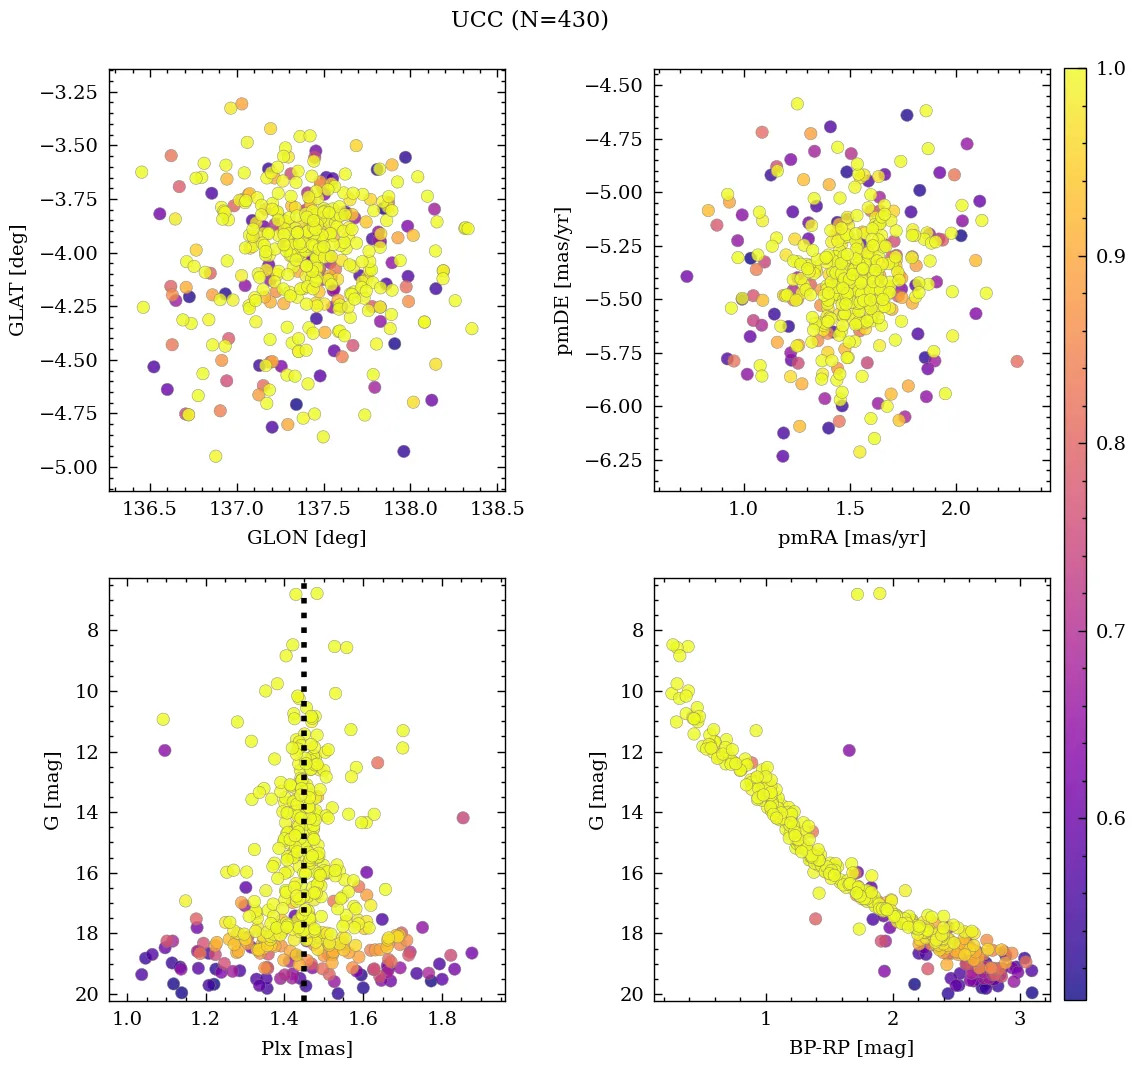 UCC (N=430)
−3.25
−3.50
−3.75
−4.00
−4.25
−4.50
−4.75
−5.00
GLAT [deg]
136.5 137.0 137.5 138.0 138.5
GLON [deg]
−4.50
−4.75
−5.00
−5.25
−5.50
−5.75
−6.00
−6.25
pmDE [mas/yr]
1.0 1.5 2.0
pmRA [mas/yr]
1.0
0.9
0.8
0.7
0.6
8
10
12
14
16
18
20
G [mag]
1.0 1.2 1.4 1.6 1.8
Plx [mas]
8
10
12
14
16
18
20
G [mag]
1 2 3
BP-RP [mag]